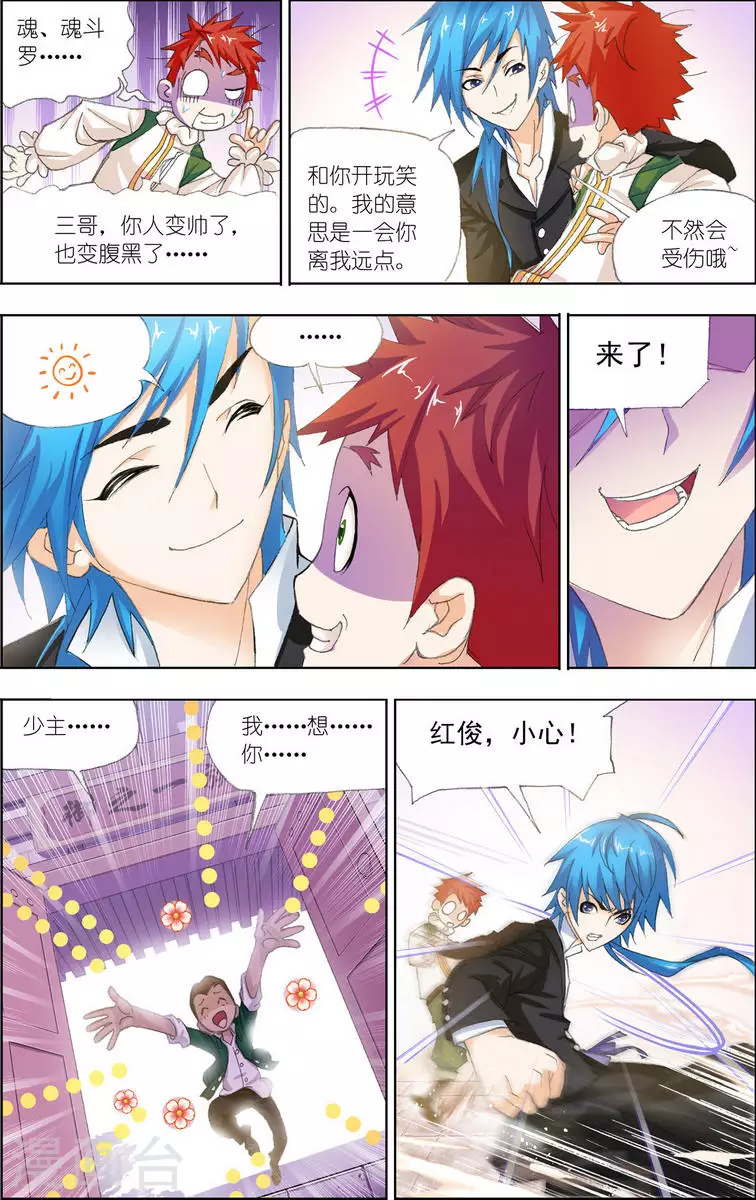 魂、魂斗
罗……
三哥，你人变帅了，
也变腹黑了……
和你开玩笑
的。我的意
思是一会你
离我远点。
不然会
受伤哦~
……
来了！
少主……
我……想……
你……
红俊，小心！